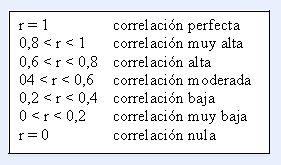 r = 1 correlación perfecta
0,8 < r < 1 correlación muy alta
0,6 < r < 0,8 correlación alta
04 < r < 0,6 correlación moderada
0,2 < r < 0,4 correlación baja
0 < r < 0,2 correlación muy baja
r = 0 correlación nula